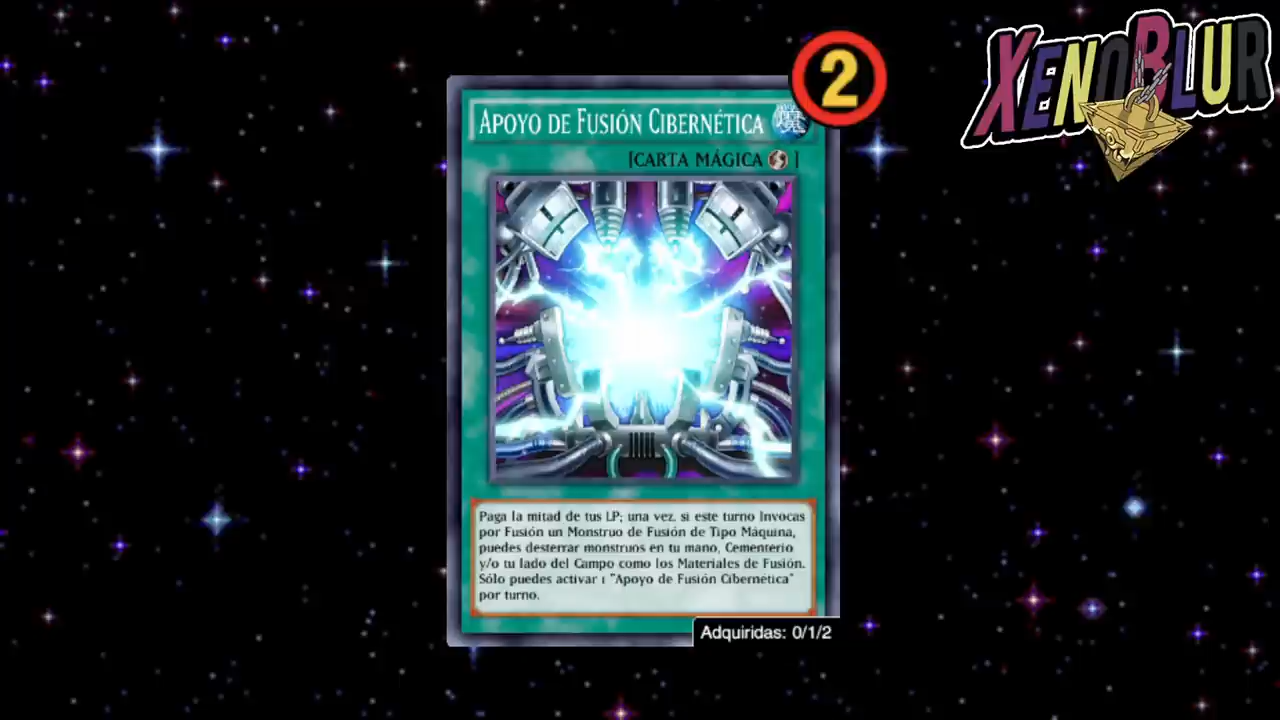 XENOBLUR
2
APOYO DE FUSIÓN CIBERNÉTICA
魔
[CARTA MÁGICA ]
Paga la mitad de tus LP; una vez, si este turno Invocas
por Fusión un Monstruo de Fusión de Tipo Máquina,
puedes desterrar monstruos en tu mano, Cementerio
y/o tu lado del Campo como los Materiales de Fusión.
Sólo puedes activar 1 "Apoyo de Fusión Cibernética"
por turno.
Adquiridas: 0/1/2